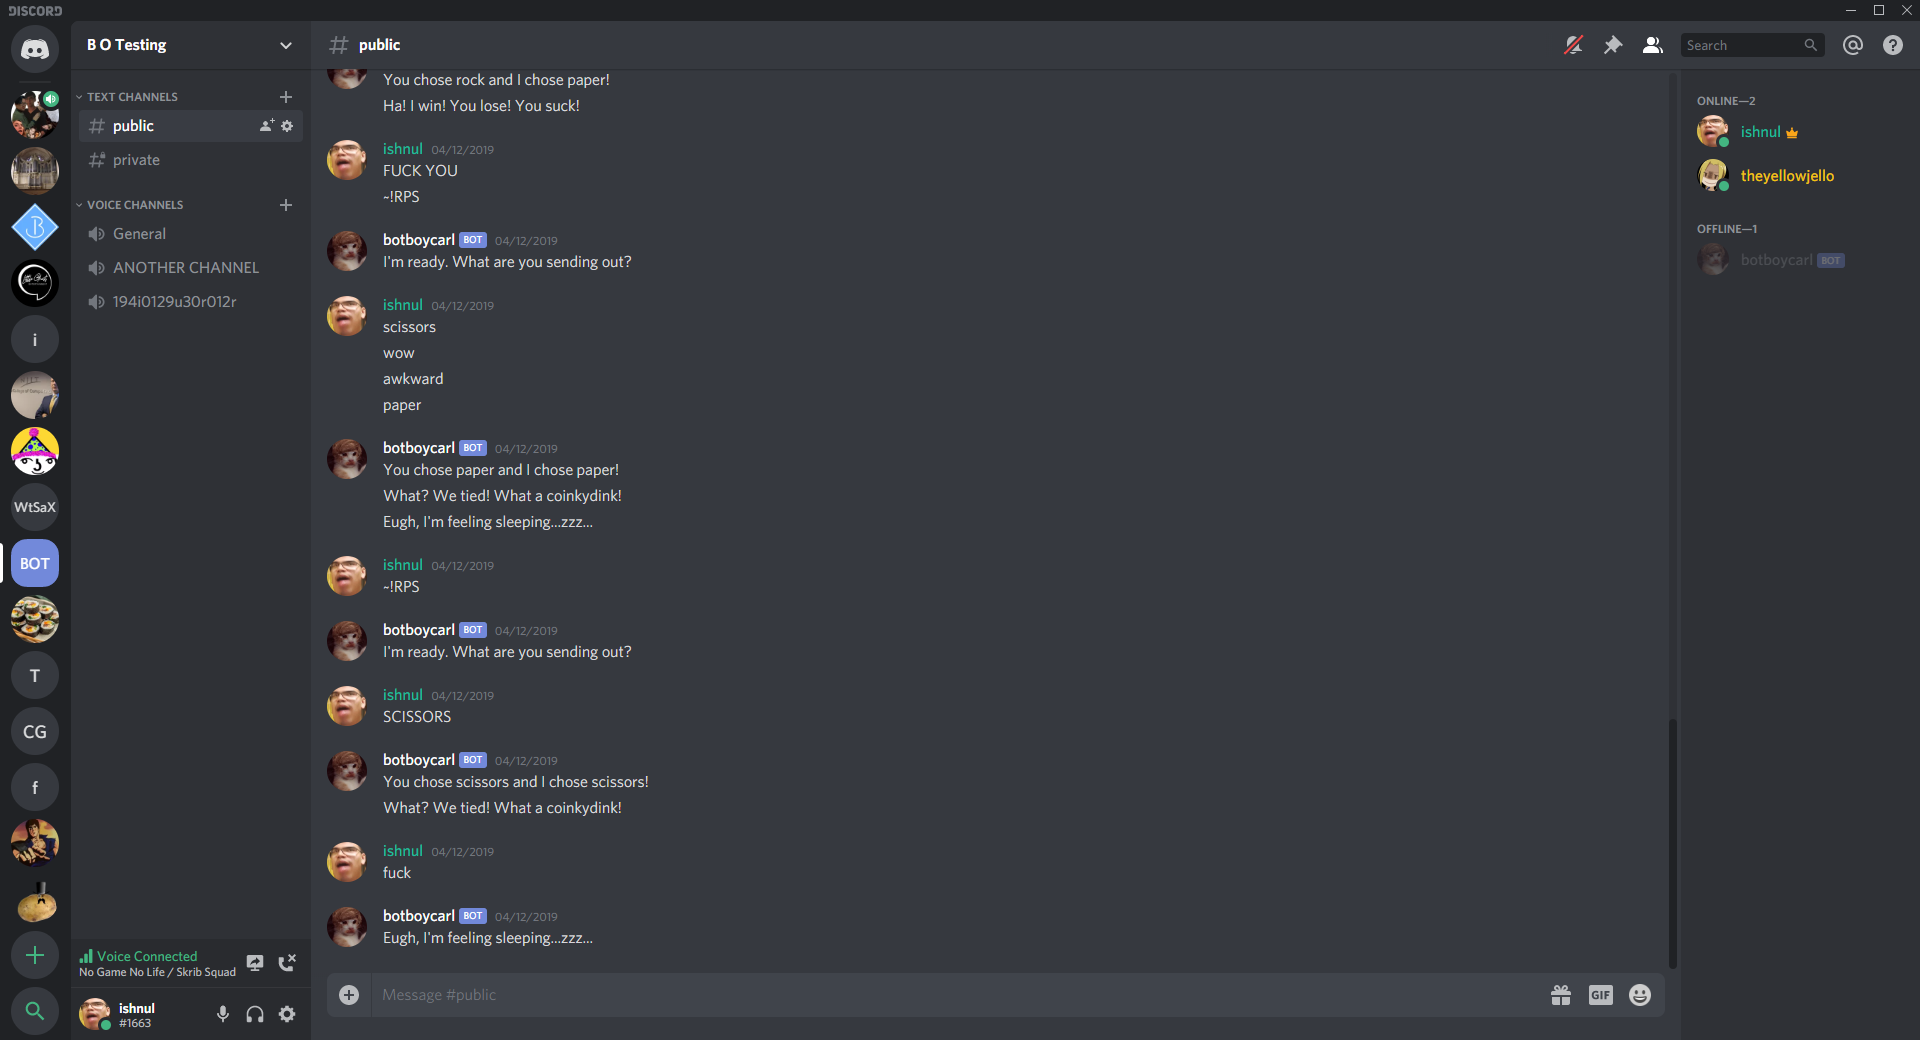 DISCORD
B O Testing
TEXT CHANNELS
public
private
VOICE CHANNELS
General
ANOTHER CHANNEL
194i0129u30r012r
i
WtSaX
BOT
T
CG
f
Voice Connected
No Game No Life / Skrib Squad
ishnul
#1663
# public
You chose rock and I chose paper!
Ha! I win! You lose! You suck!
ishnul 04/12/2019
FUCK YOU
~!RPS
botboycarl BOT 04/12/2019
I'm ready. What are you sending out?
ishnul 04/12/2019
scissors
wow
awkward
paper
botboycarl BOT 04/12/2019
You chose paper and I chose paper!
What? We tied! What a coinkydink!
Eugh, I'm feeling sleeping...zzz...
ishnul 04/12/2019
~!RPS
botboycarl BOT 04/12/2019
I'm ready. What are you sending out?
ishnul 04/12/2019
SCISSORS
botboycarl BOT 04/12/2019
You chose scissors and I chose scissors!
What? We tied! What a coinkydink!
ishnul 04/12/2019
fuck
botboycarl BOT 04/12/2019
Eugh, I'm feeling sleeping...zzz...
Message #public
GIF
Search
ONLINE—2
ishnul
theyellowjello
OFFLINE—1
botboycarl BOT